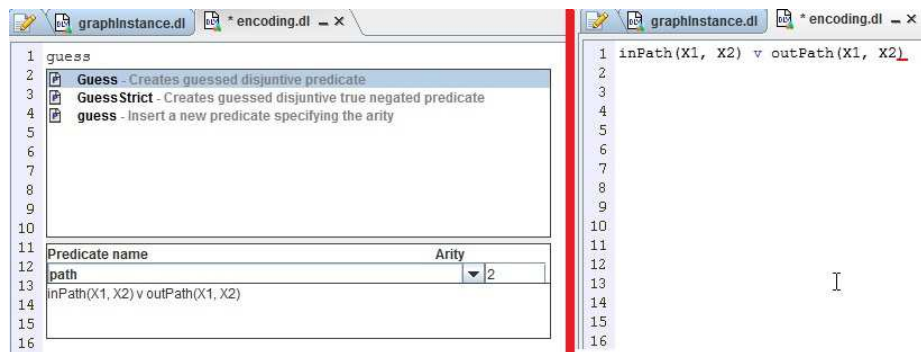 graphInstance.dl * encoding.dl
1 guess
2 Guess - Creates guessed disjuntive predicate
3 GuessStrict - Creates guessed disjuntive true negated predicate
4 guess - Insert a new predicate specifying the arity
5
6
7
8
9
10
11 Predicate name Arity
12 path 2
13 inPath(X1, X2) v outPath(X1, X2)
14
15
16
graphInstance.dl * encoding.dl
1 inPath(X1, X2) v outPath(X1, X2)
2
3
4
5
6
7
8
9
10
11
12
13
14
15
16